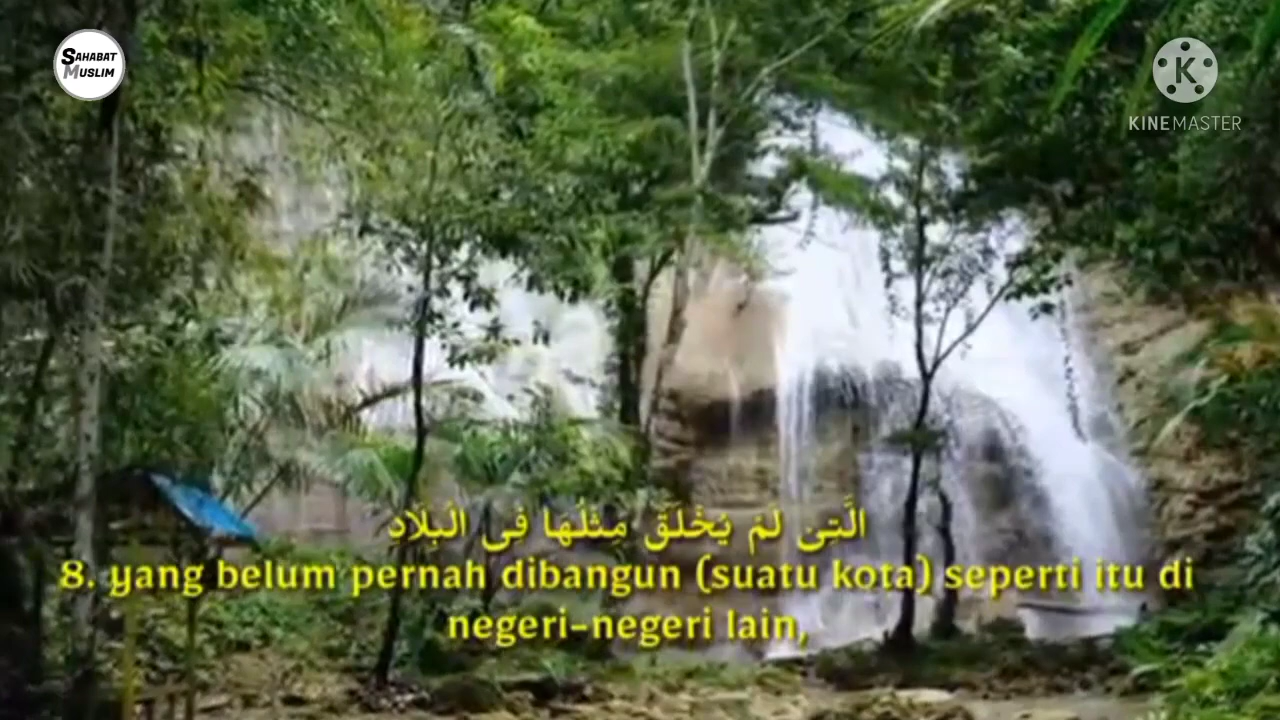 SAHABAT
MUSLIM
K
KINEMASTER
الَّتِيْ لَمْ يُخْلَقْ مِثْلُهَا فِى الْبِلَادِ
8. yang belum pernah dibangun (suatu kota) seperti itu di
negeri-negeri lain,